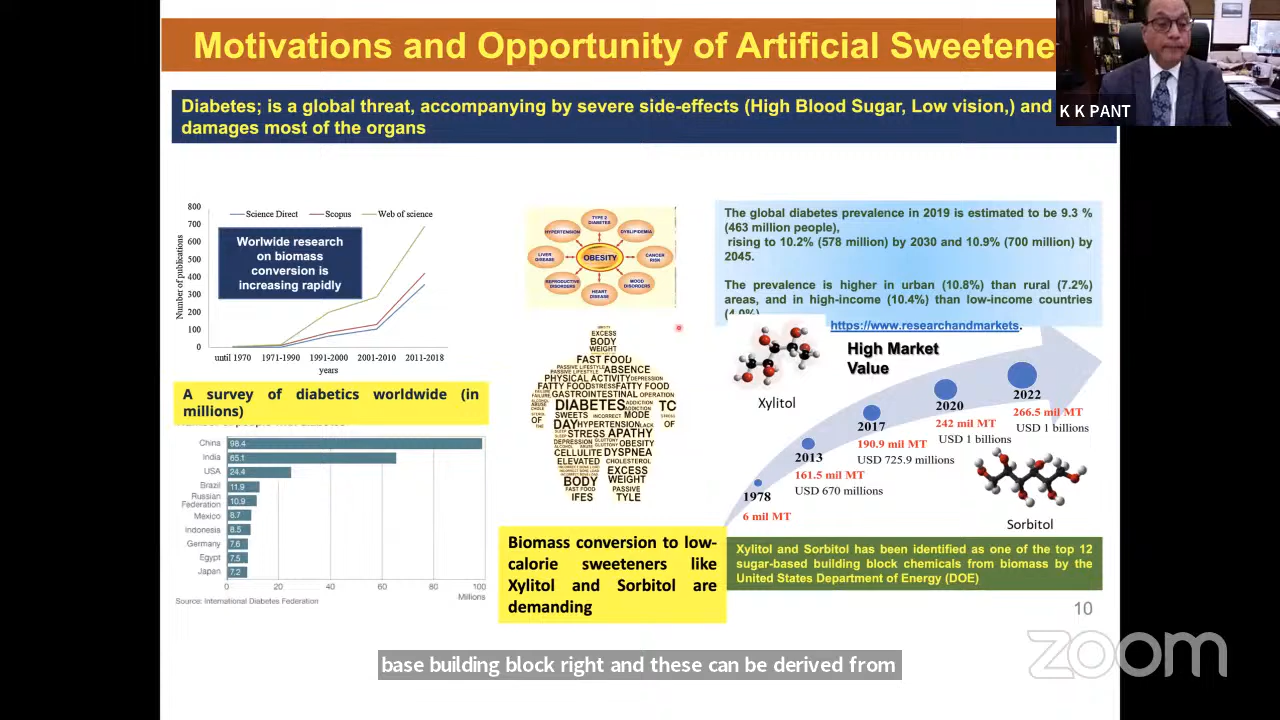 Motivations and Opportunity of Artificial Sweetene
K K PANT
Diabetes; is a global threat, accompanying by severe side-effects (High Blood Sugar, Low vision,) and
damages most of the organs
800
700
600
500
400
300
200
100
0
Number of publications
Science Direct
Scopus
Web of science
Worlwide research
on biomass
conversion is
increasing rapidly
until 1970
1971-1990
1991-2000
2001-2010
2011-2018
years
A survey of diabetics worldwide (in
millions)
China 98.4
India 65.1
USA 24.4
Brazil 11.9
Russian
Federation 10.9
Mexico 8.7
Indonesia 8.5
Germany 7.6
Egypt 7.5
Japan 7.2
0 20 40 60 80 100
Millions
Source: International Diabetes Federation
TYPE 2
DIABETES
HYPERTENSION
DYSLIPIDEMIA
LIVER
DISEASE
OBESITY
CANCER
RISK
REPRODUCTIVE
DISORDERS
MOOD
DISORDERS
HEART
DISEASE
EXCESS
BODY
WEIGHT
FAST FOOD
PASSIVE LIFESTYLE
ABSENCE
PHYSICAL ACTIVITY
DEPRESSION
FATTY FOOD
STRESS
FATTY FOOD
GASTROINTESTINAL
OPERATION
DIABETES
ADDICTION
TC
SWEETS
INCORRECT
MODE
OF
DAY
HYPERTENSION
LACK
OF
STRESS
APATHY
DEPRESSION
GLUTTONY
OBESITY
CELLULITE
DYSPNEA
ELEVATED
CHOLESTEROL
EXCESS
BODY
WEIGHT
FAST FOOD
PASSIVE
IFES
TYLE
Biomass conversion to low-
calorie sweeteners like
Xylitol and Sorbitol are
demanding
The global diabetes prevalence in 2019 is estimated to be 9.3 %
(463 million people),
rising to 10.2% (578 million) by 2030 and 10.9% (700 million) by
2045.
The prevalence is higher in urban (10.8%) than rural (7.2%)
areas, and in high-income (10.4%) than low-income countries
(4.0%)
https://www.researchandmarkets.
High Market
Value
Xylitol
1978
6 mil MT
2013
161.5 mil MT
USD 670 millions
2017
190.9 mil MT
USD 725.9 millions
2020
242 mil MT
USD 1 billions
2022
266.5 mil MT
USD 1 billions
Sorbitol
Xylitol and Sorbitol has been identified as one of the top 12
sugar-based building block chemicals from biomass by the
United States Department of Energy (DOE)
10
base building block right and these can be derived from
zoom